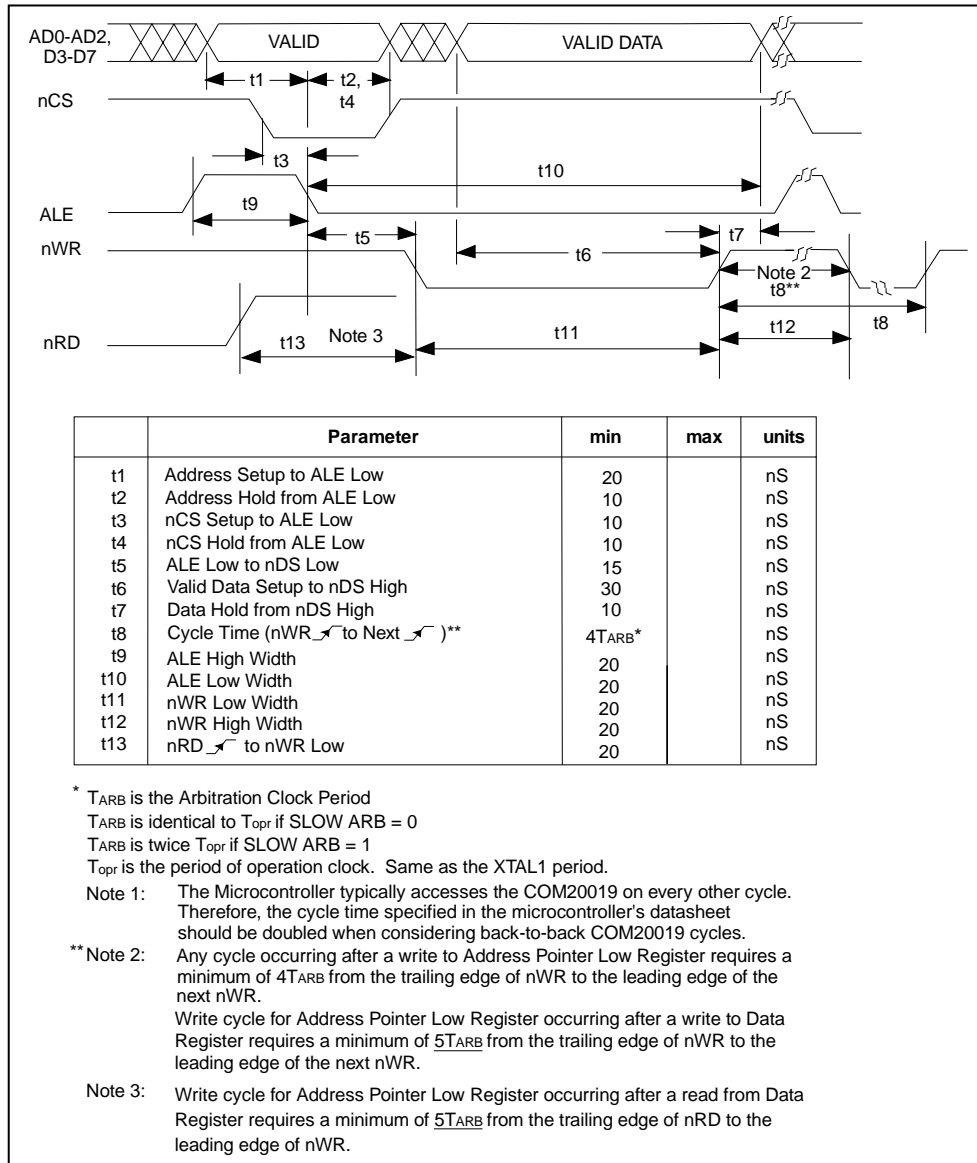 AD0-AD2,
D3-D7
VALID
VALID DATA
t1
t2,
t4
nCS
t3
t10
ALE
t9
t5
t7
nWR
t6
Note 2
t8**
t8
nRD
t13
Note 3
t11
t12
Parameter min max units
t1 Address Setup to ALE Low 20 nS
t2 Address Hold from ALE Low 10 nS
t3 nCS Setup to ALE Low 10 nS
t4 nCS Hold from ALE Low 10 nS
t5 ALE Low to nDS Low 15 nS
t6 Valid Data Setup to nDS High 30 nS
t7 Data Hold from nDS High 10 nS
t8 Cycle Time (nWR to Next )** 4TARB* nS
t9 ALE High Width 20 nS
t10 ALE Low Width 20 nS
t11 nWR Low Width 20 nS
t12 nWR High Width 20 nS
t13 nRD to nWR Low 20 nS
* TARB is the Arbitration Clock Period
TARB is identical to Topr if SLOW ARB = 0
TARB is twice Topr if SLOW ARB = 1
Topr is the period of operation clock. Same as the XTAL1 period.
Note 1: The Microcontroller typically accesses the COM20019 on every other cycle.
Therefore, the cycle time specified in the microcontroller's datasheet
should be doubled when considering back-to-back COM20019 cycles.
**Note 2: Any cycle occurring after a write to Address Pointer Low Register requires a
minimum of 4TARB from the trailing edge of nWR to the leading edge of the
next nWR.
Write cycle for Address Pointer Low Register occurring after a write to Data
Register requires a minimum of 5TARB from the trailing edge of nWR to the
leading edge of the next nWR.
Note 3: Write cycle for Address Pointer Low Register occurring after a read from Data
Register requires a minimum of 5TARB from the trailing edge of nRD to the
leading edge of nWR.